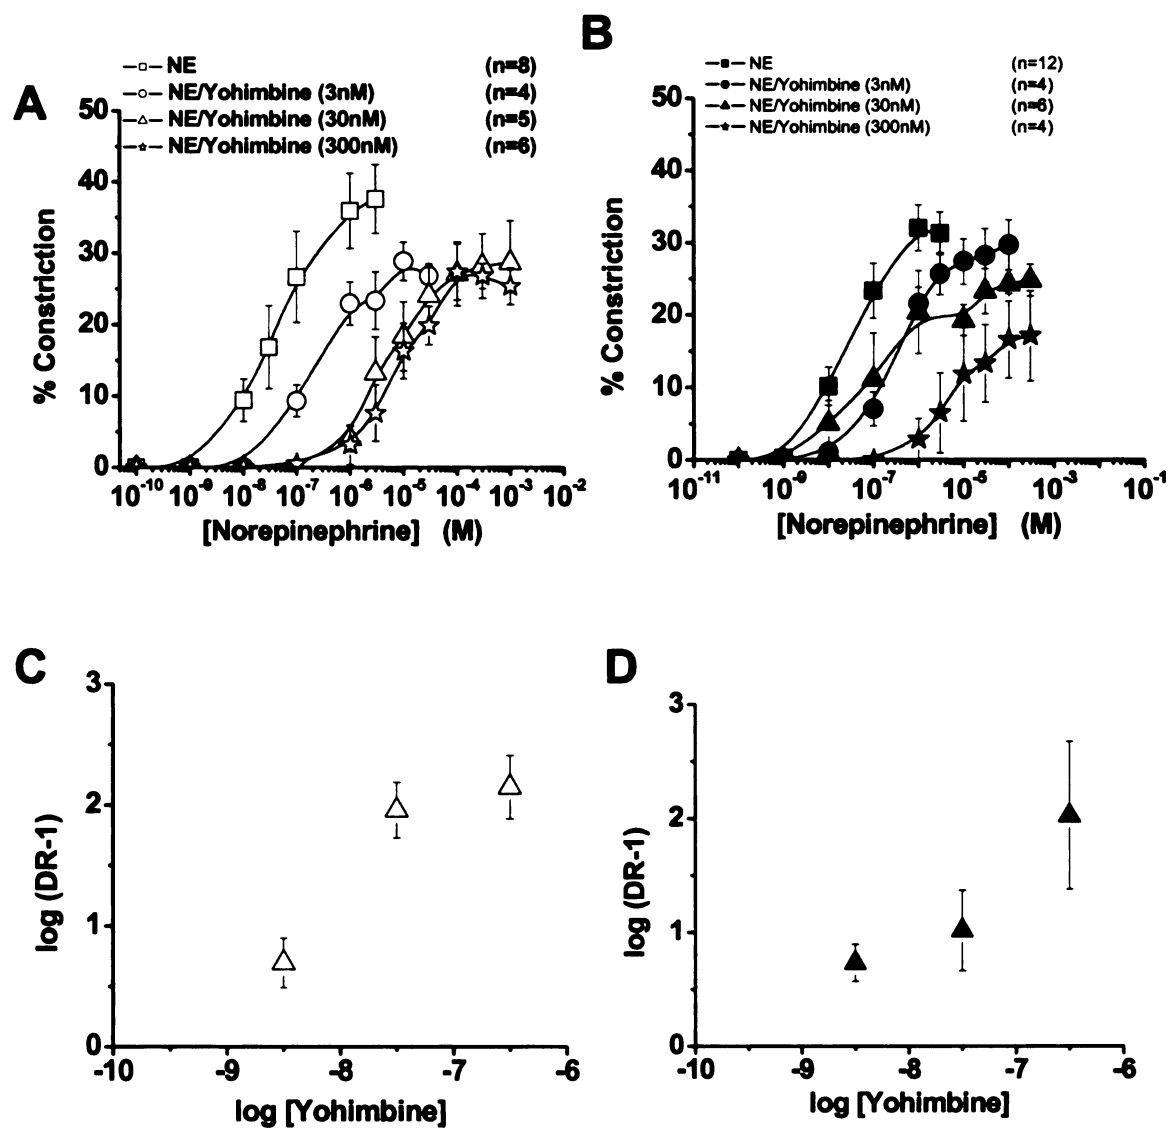 A
NE (n=8)
NE/Yohimbine (3nM) (n=4)
NE/Yohimbine (30nM) (n=5)
NE/Yohimbine (300nM) (n=6)
50
40
30
20
10
0
% Constriction
10-10 10-9 10-8 10-7 10-6 10-5 10-4 10-3 10-2
[Norepinephrine] (M)
B
NE (n=12)
NE/Yohimbine (3nM) (n=4)
NE/Yohimbine (30nM) (n=6)
NE/Yohimbine (300nM) (n=4)
50
40
30
20
10
0
% Constriction
10-11 10-9 10-7 10-5 10-3 10-1
[Norepinephrine] (M)
C
3
2
1
0
log (DR-1)
-10 -9 -8 -7 -6
log [Yohimbine]
D
3
2
1
0
log (DR-1)
-10 -9 -8 -7 -6
log [Yohimbine]